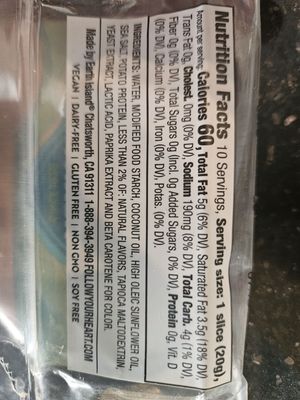 Nutrition Facts 10 Servings, Serving size: 1 slice (20g),
Amount per serving: Calories 60, Total Fat 5g (6% DV), Saturated Fat 3.5g (18% DV),
Trans Fat 0g, Cholest. 0mg (0% DV), Sodium 190mg (8% DV), Total Carb. 4g (1% DV),
Fiber 0g (0% DV), Total Sugars 0g (Incl. 0g Added Sugars, 0% DV), Protein 0g, Vit. D
(0% DV), Calcium (0% DV), Iron (0% DV), Potas. (0% DV).
INGREDIENTS: WATER, MODIFIED FOOD STARCH, COCONUT OIL, HIGH OLEIC SUNFLOWER OIL,
SEA SALT, POTATO PROTEIN, LESS THAN 2% OF: NATURAL FLAVORS, TAPIOCA MALTODEXTRIN,
YEAST EXTRACT, LACTIC ACID, PAPRIKA EXTRACT AND BETA CAROTENE FOR COLOR.
Made by Earth Island® Chatsworth, CA 91311 1-888-394-3949 FOLLOWYOURHEART.COM
VEGAN | DAIRY-FREE | GLUTEN FREE | NON GMO | SOY FREE